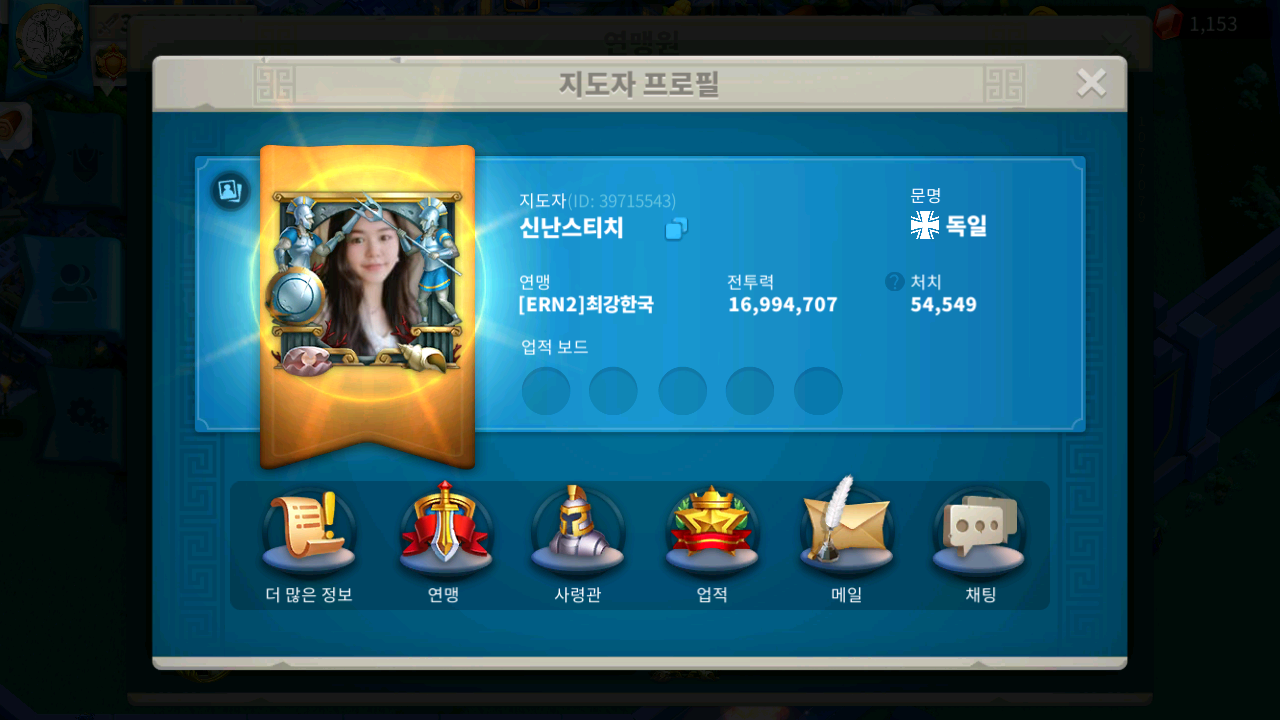 1,153
연맹원
지도자 프로필
지도자(ID: 39715543)
신난스티치
문명
독일
연맹
[ERN2]최강한국
전투력
16,994,707
? 처치
54,549
업적 보드
더 많은 정보
연맹
사령관
업적
메일
채팅